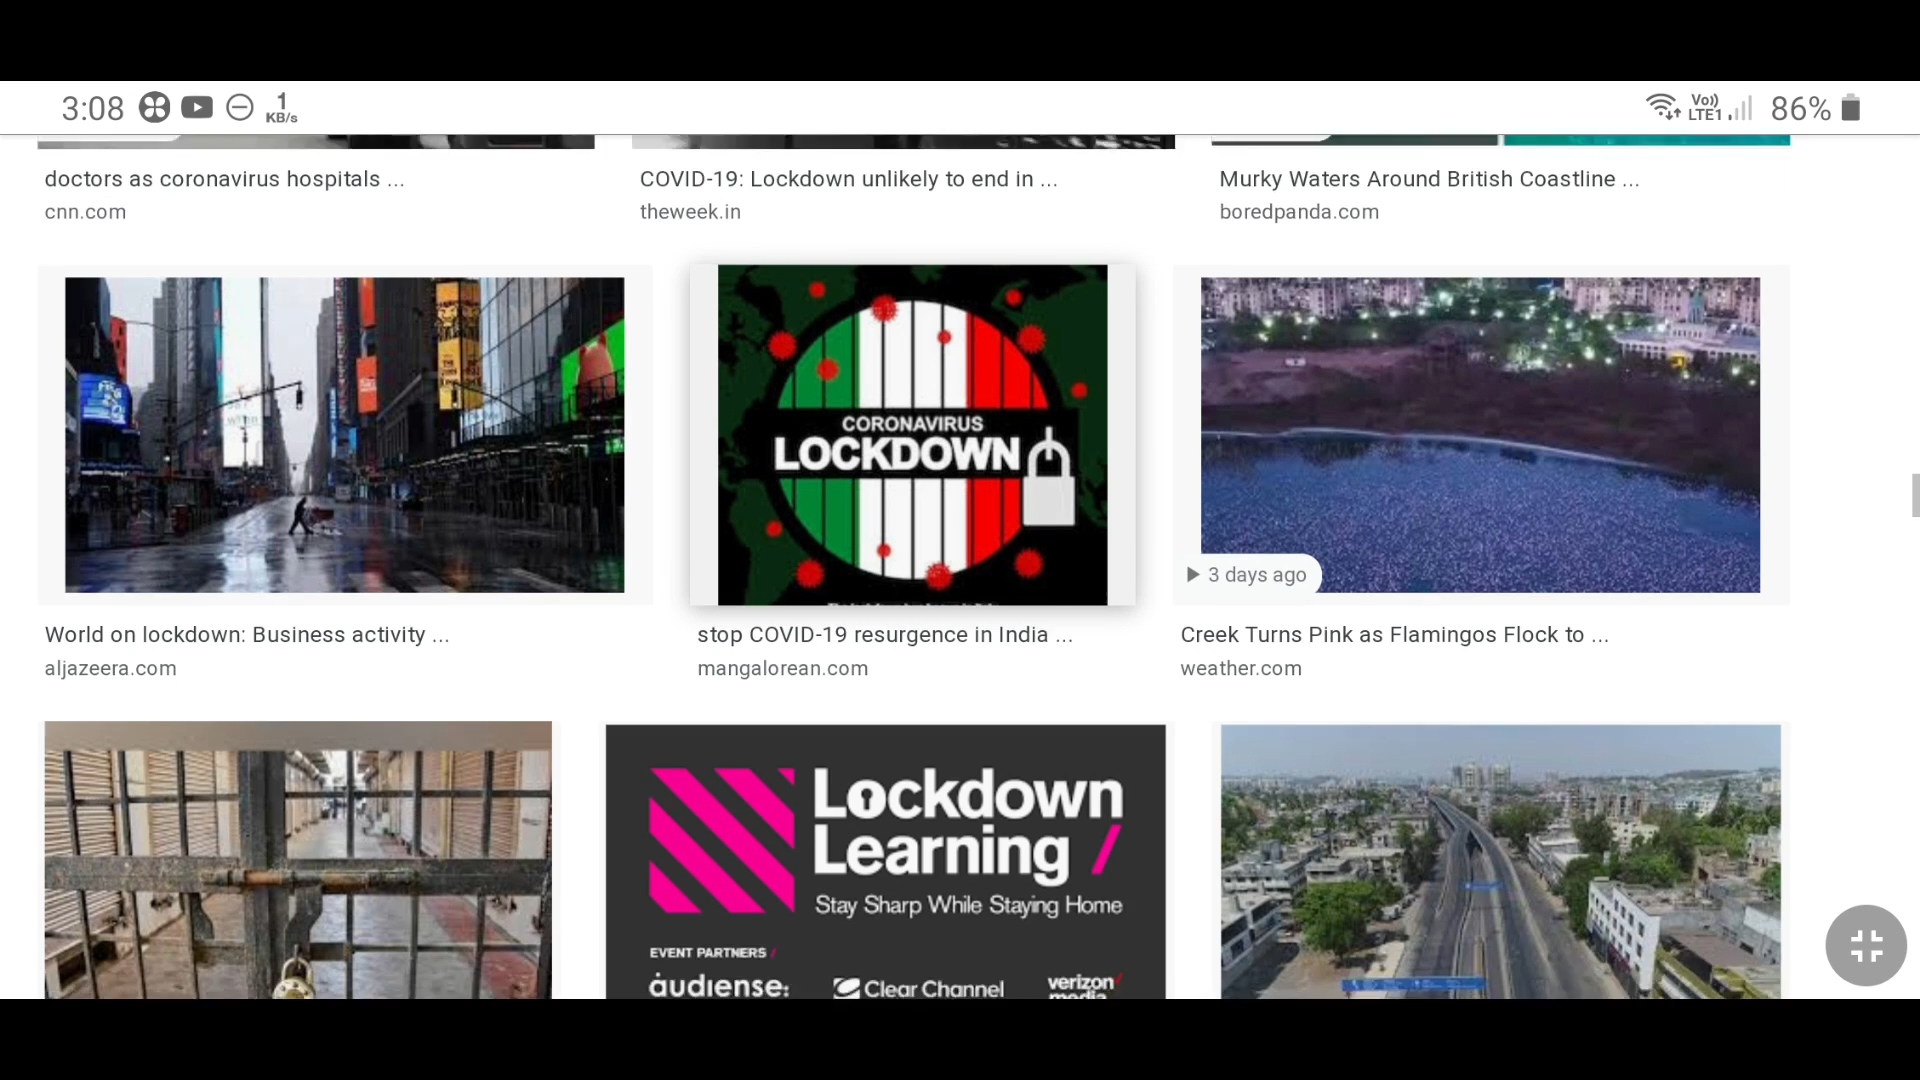 3:08
1
KB/s
Vo))
LTE1
86%
doctors as coronavirus hospitals ...
cnn.com
COVID-19: Lockdown unlikely to end in ...
theweek.in
Murky Waters Around British Coastline ...
boredpanda.com
CORONAVIRUS
LOCKDOWN
3 days ago
World on lockdown: Business activity ...
aljazeera.com
stop COVID-19 resurgence in India ...
mangalorean.com
Creek Turns Pink as Flamingos Flock to ...
weather.com
Lockdown
Learning /
Stay Sharp While Staying Home
EVENT PARTNERS /
audiense:
Clear Channel
verizon
media